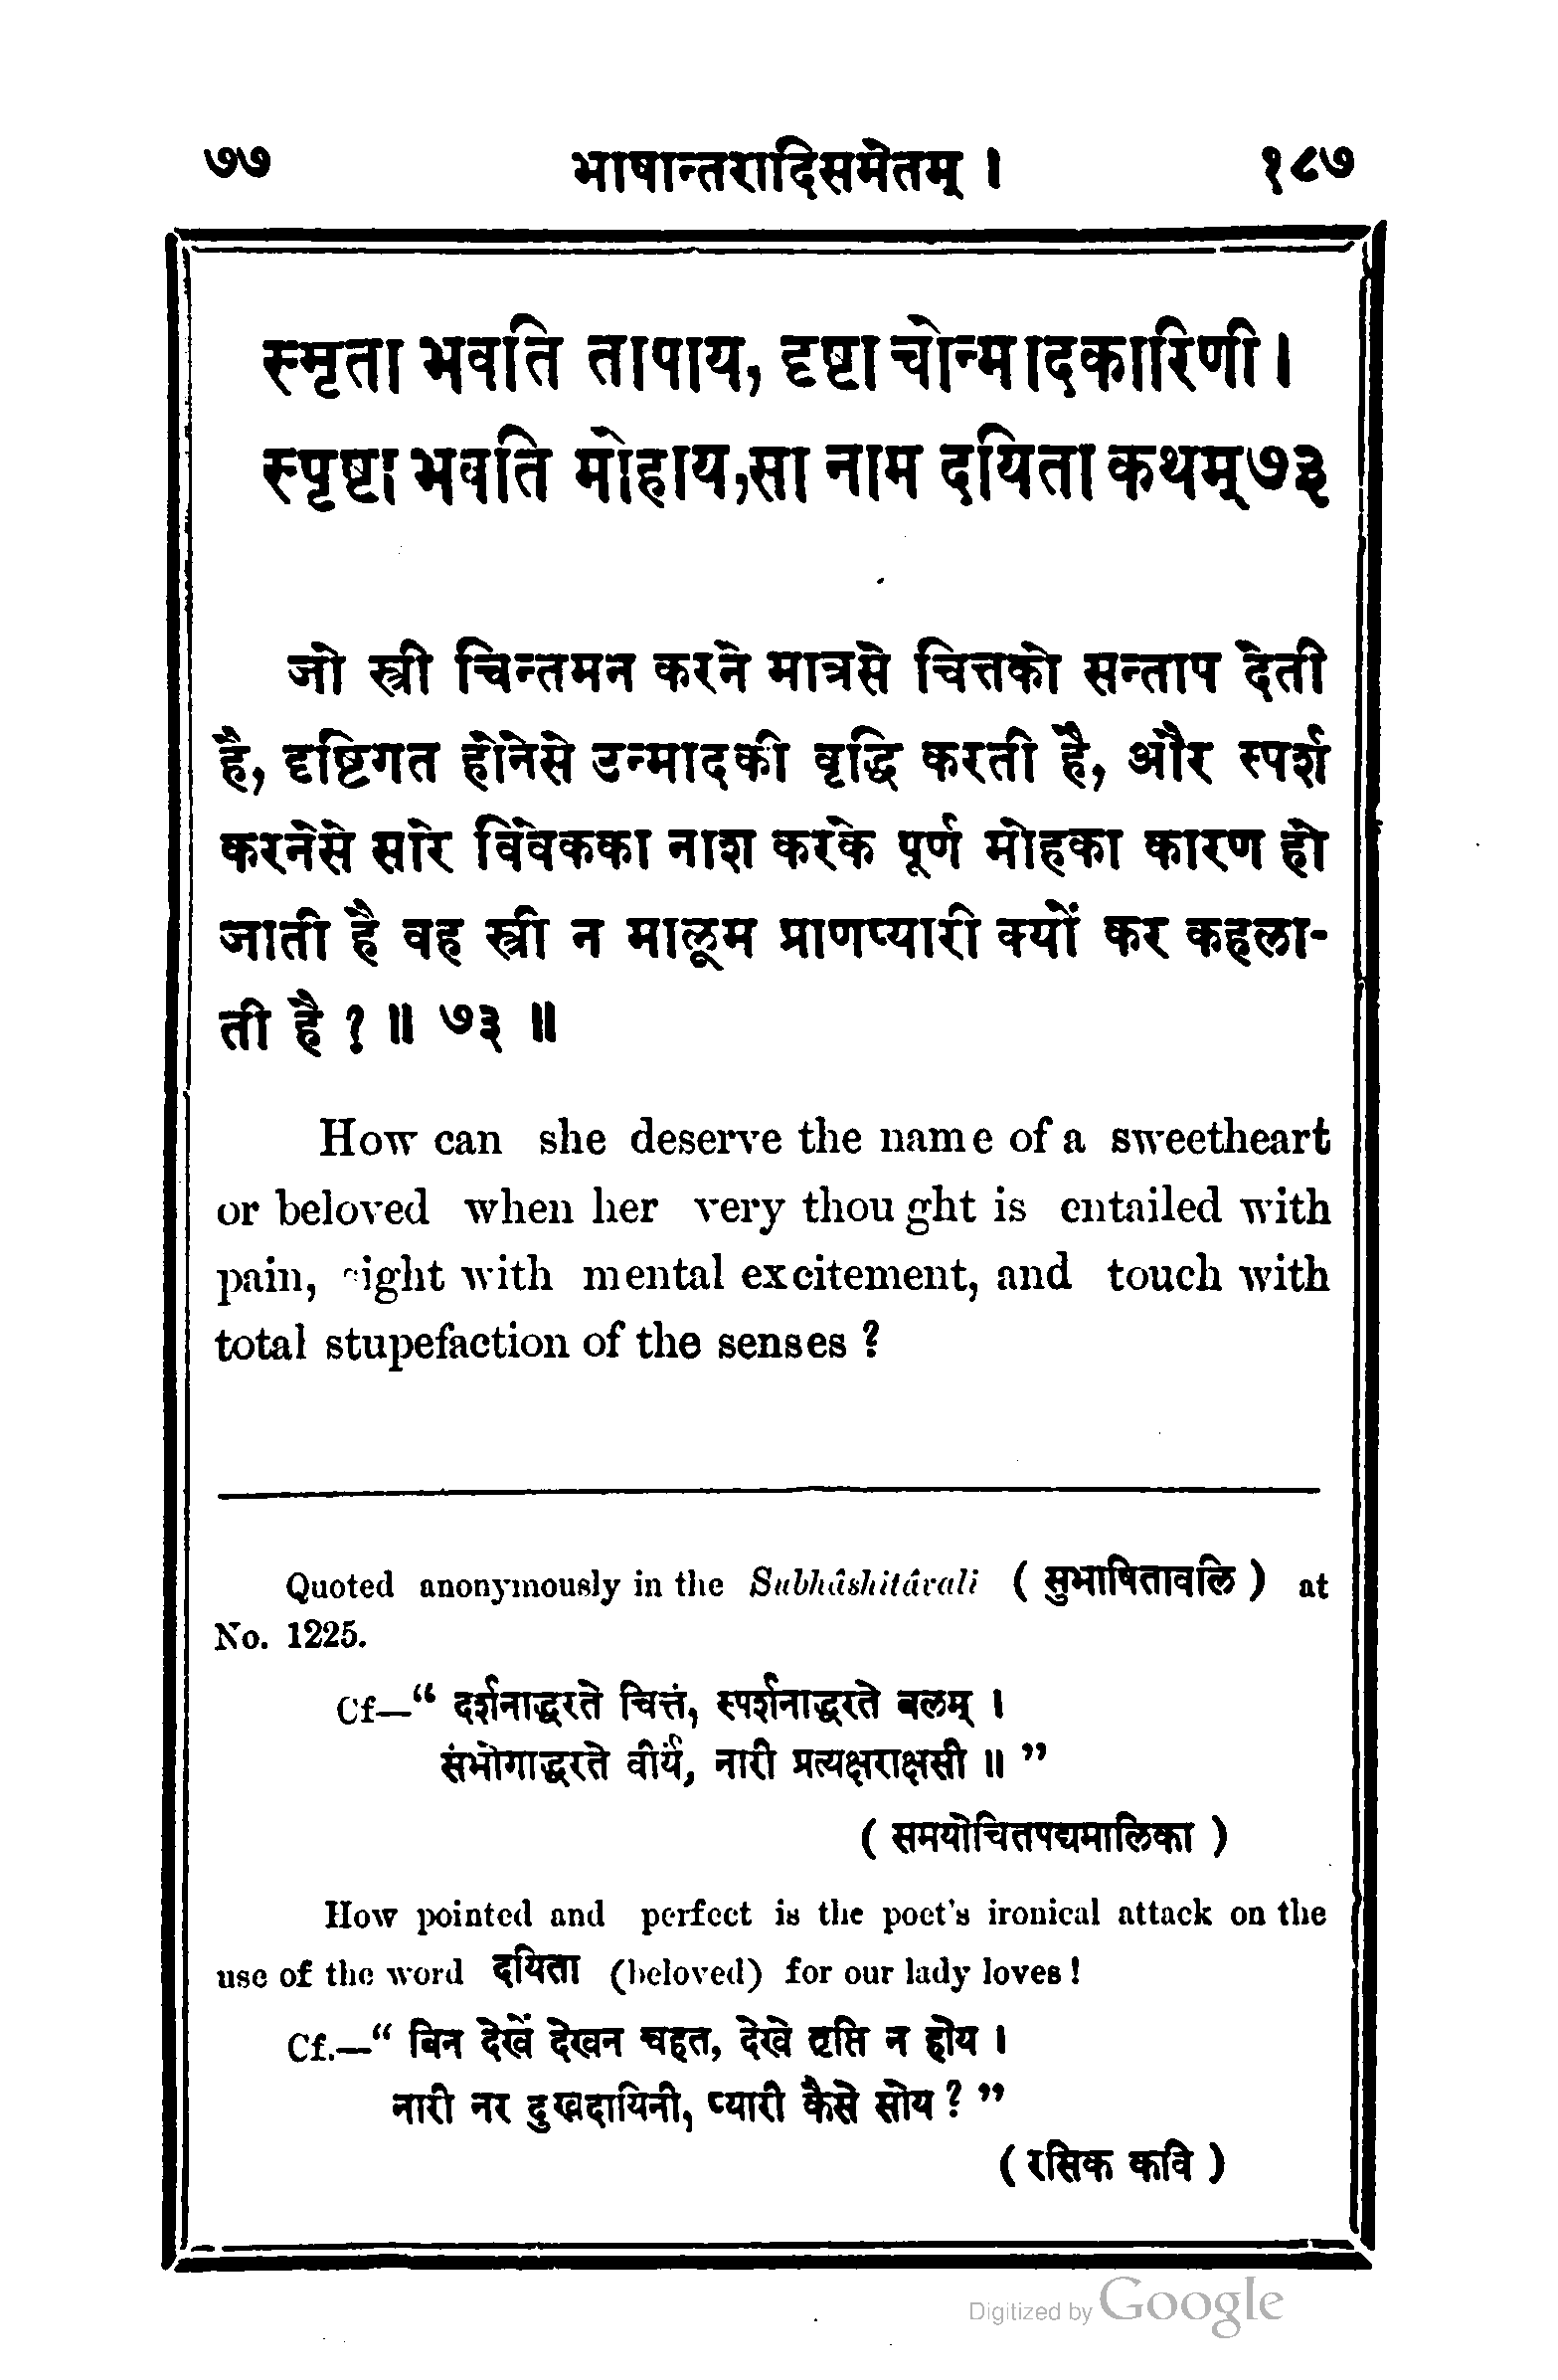 ७७ भाषान्तरादिसमेतम् । १८७
स्मृता भवति तापाय, दृष्टा चोन्मादकारिणी ।
स्पृष्टा भवति मोहाय,सा नाम दयिता कथम्७३
जो स्त्री चिन्तमन करने मात्रसे चित्तको सन्ताप देती
है, दृष्टिगत होनेसे उन्मादकी वृद्धि करती है, और स्पर्श
करनेसे सारे विवेकका नाश करके पूर्ण मोहका कारण हो
जाती है वह स्त्री न मालूम प्राणप्यारी क्यों कर कहला-
ती है ? ॥ ७३ ॥
How can she deserve the name of a sweetheart
or beloved when her very thought is entailed with
pain, sight with mental excitement, and touch with
total stupefaction of the senses ?
Quoted anonymously in the Subhâshitâvali ( सुभाषितावलि ) at
No. 1225.
Cf—“ दर्शनाद्धरते चित्तं, स्पर्शनाद्धरते बलम् ।
संभोगाद्धरते वीर्यं, नारी प्रत्यक्षराक्षसी ॥ ”
( समयोचितपद्यमालिका )
How pointed and perfect is the poet's ironical attack on the
use of the word दयिता (beloved) for our lady loves !
Cf.—“ बिन देखें देखन चहत, देखे तृप्ति न होय ।
नारी नर दुखदायिनी, प्यारी कैसे सोय ? ”
( रसिक कवि )
Digitized by Google